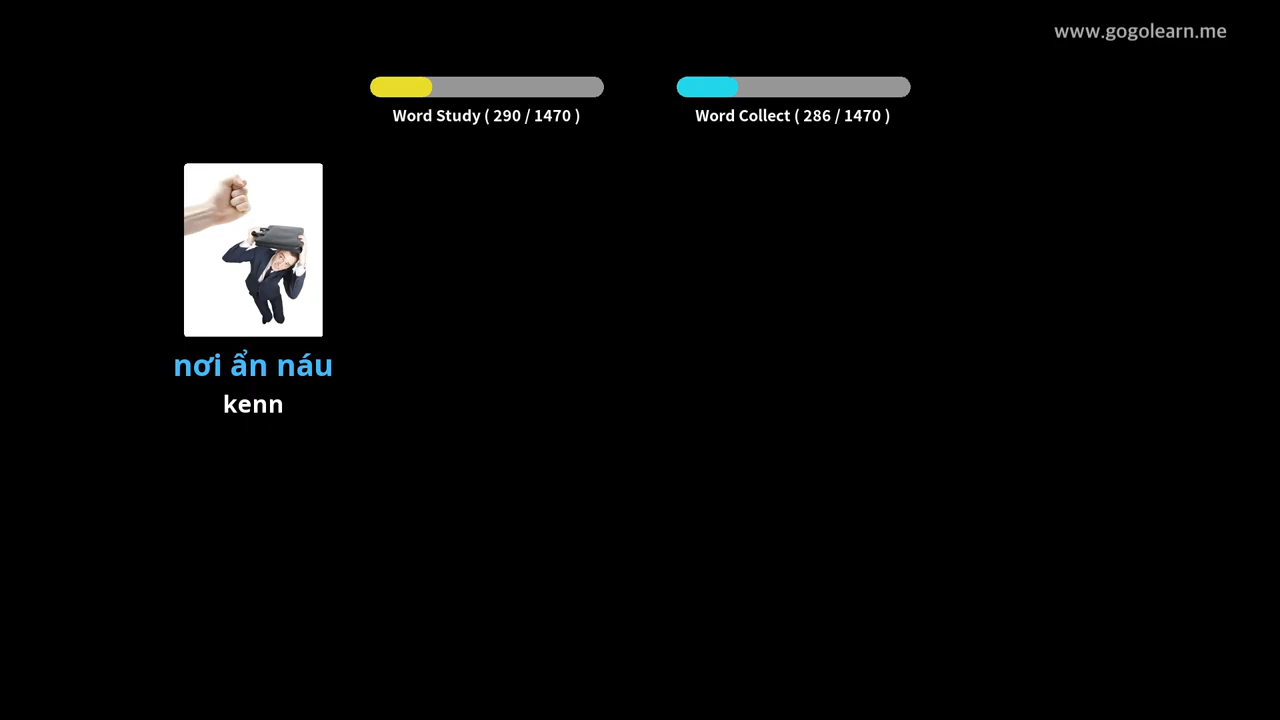 www.gogolearn.me
Word Study ( 290 / 1470 )
Word Collect ( 286 / 1470 )
nơi ẩn náu
kenn